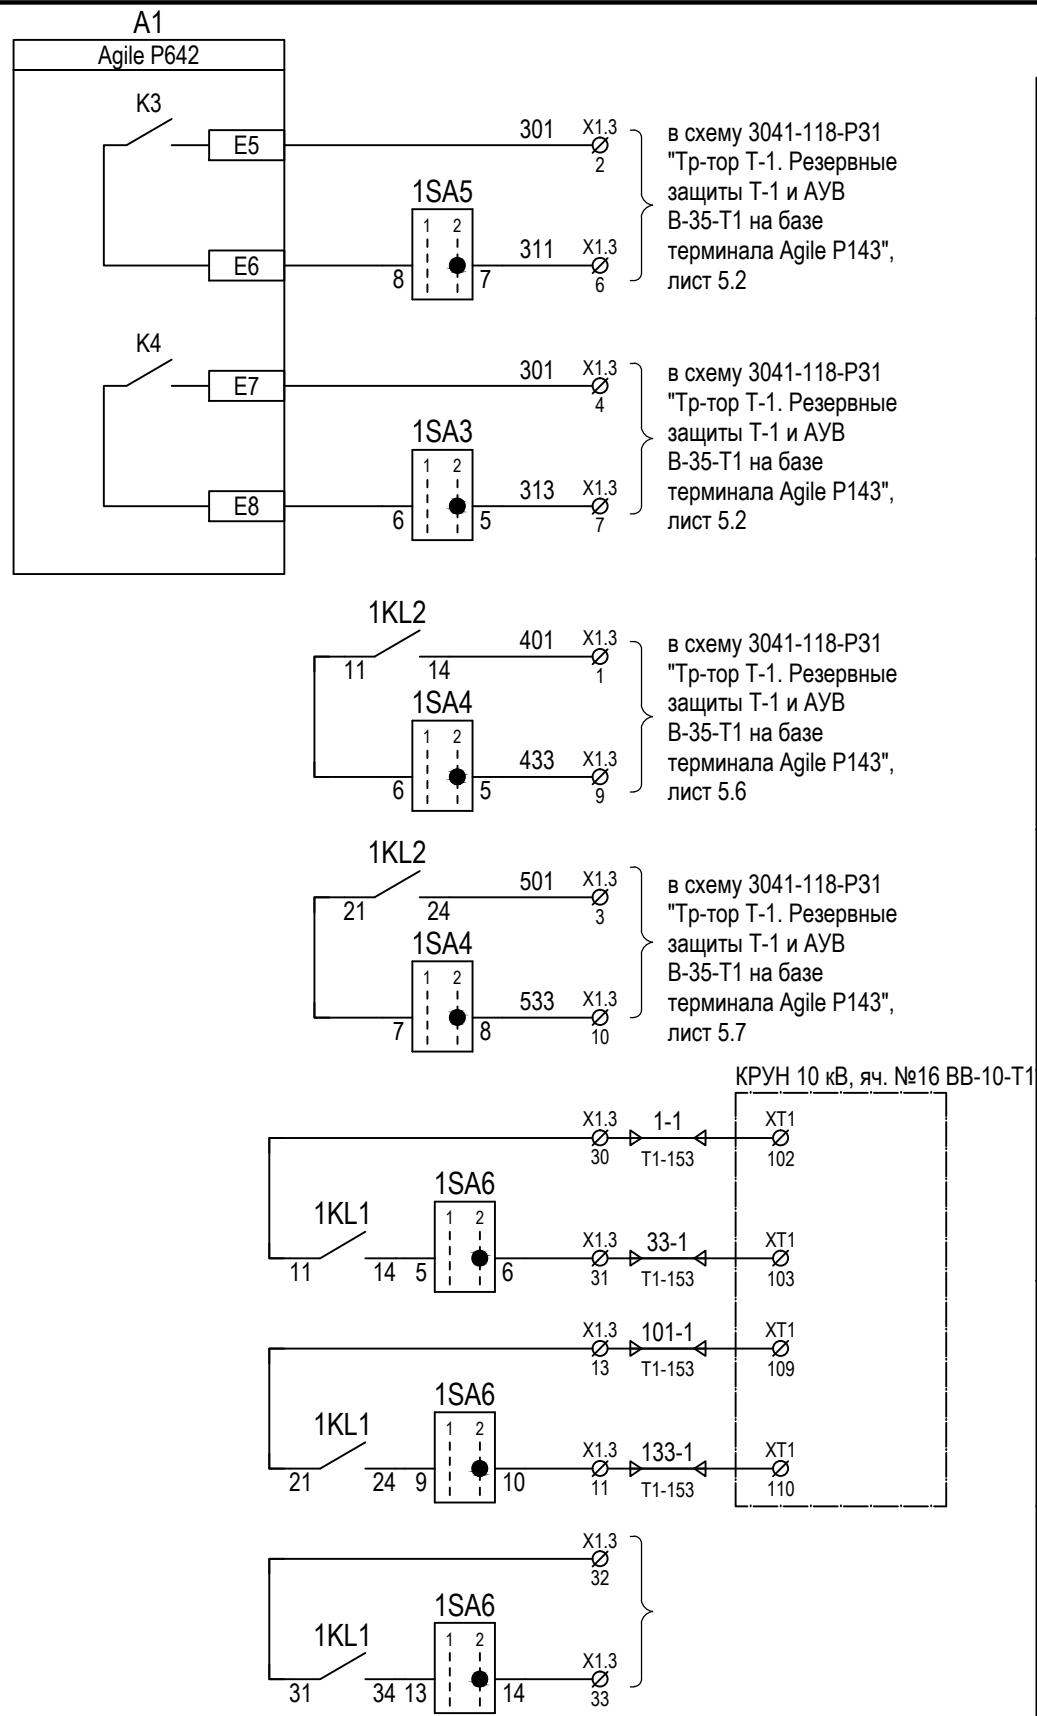 A1
Agile P642
K3
E5
301
X1.3
2
1SA5
1 2
E6
8
7
311
X1.3
6
в схему 3041-118-РЗ1
"Тр-тор Т-1. Резервные
защиты Т-1 и АУВ
В-35-Т1 на базе
терминала Agile P143",
лист 5.2
K4
E7
301
X1.3
4
1SA3
1 2
E8
6
5
313
X1.3
7
в схему 3041-118-РЗ1
"Тр-тор Т-1. Резервные
защиты Т-1 и АУВ
В-35-Т1 на базе
терминала Agile P143",
лист 5.2
1KL2
11
14
401
X1.3
1
1SA4
1 2
6
5
433
X1.3
9
в схему 3041-118-РЗ1
"Тр-тор Т-1. Резервные
защиты Т-1 и АУВ
В-35-Т1 на базе
терминала Agile P143",
лист 5.6
1KL2
21
24
501
X1.3
3
1SA4
1 2
7
8
533
X1.3
10
в схему 3041-118-РЗ1
"Тр-тор Т-1. Резервные
защиты Т-1 и АУВ
В-35-Т1 на базе
терминала Agile P143",
лист 5.7
КРУН 10 кВ, яч. №16 ВВ-10-Т1
X1.3
30
1-1
Т1-153
XT1
102
1KL1
11
14
1SA6
1 2
5
6
X1.3
31
33-1
Т1-153
XT1
103
X1.3
13
101-1
Т1-153
XT1
109
1KL1
21
24
1SA6
1 2
9
10
X1.3
11
133-1
Т1-153
XT1
110
X1.3
32
1KL1
31
34
1SA6
1 2
13
14
X1.3
33